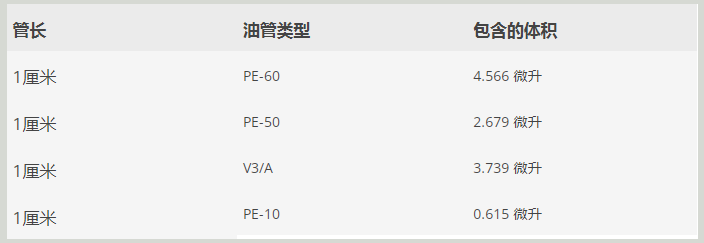 管长 油管类型 包含的体积
1厘米 PE-60 4.566 微升
1厘米 PE-50 2.679 微升
1厘米 V3/A 3.739 微升
1厘米 PE-10 0.615 微升